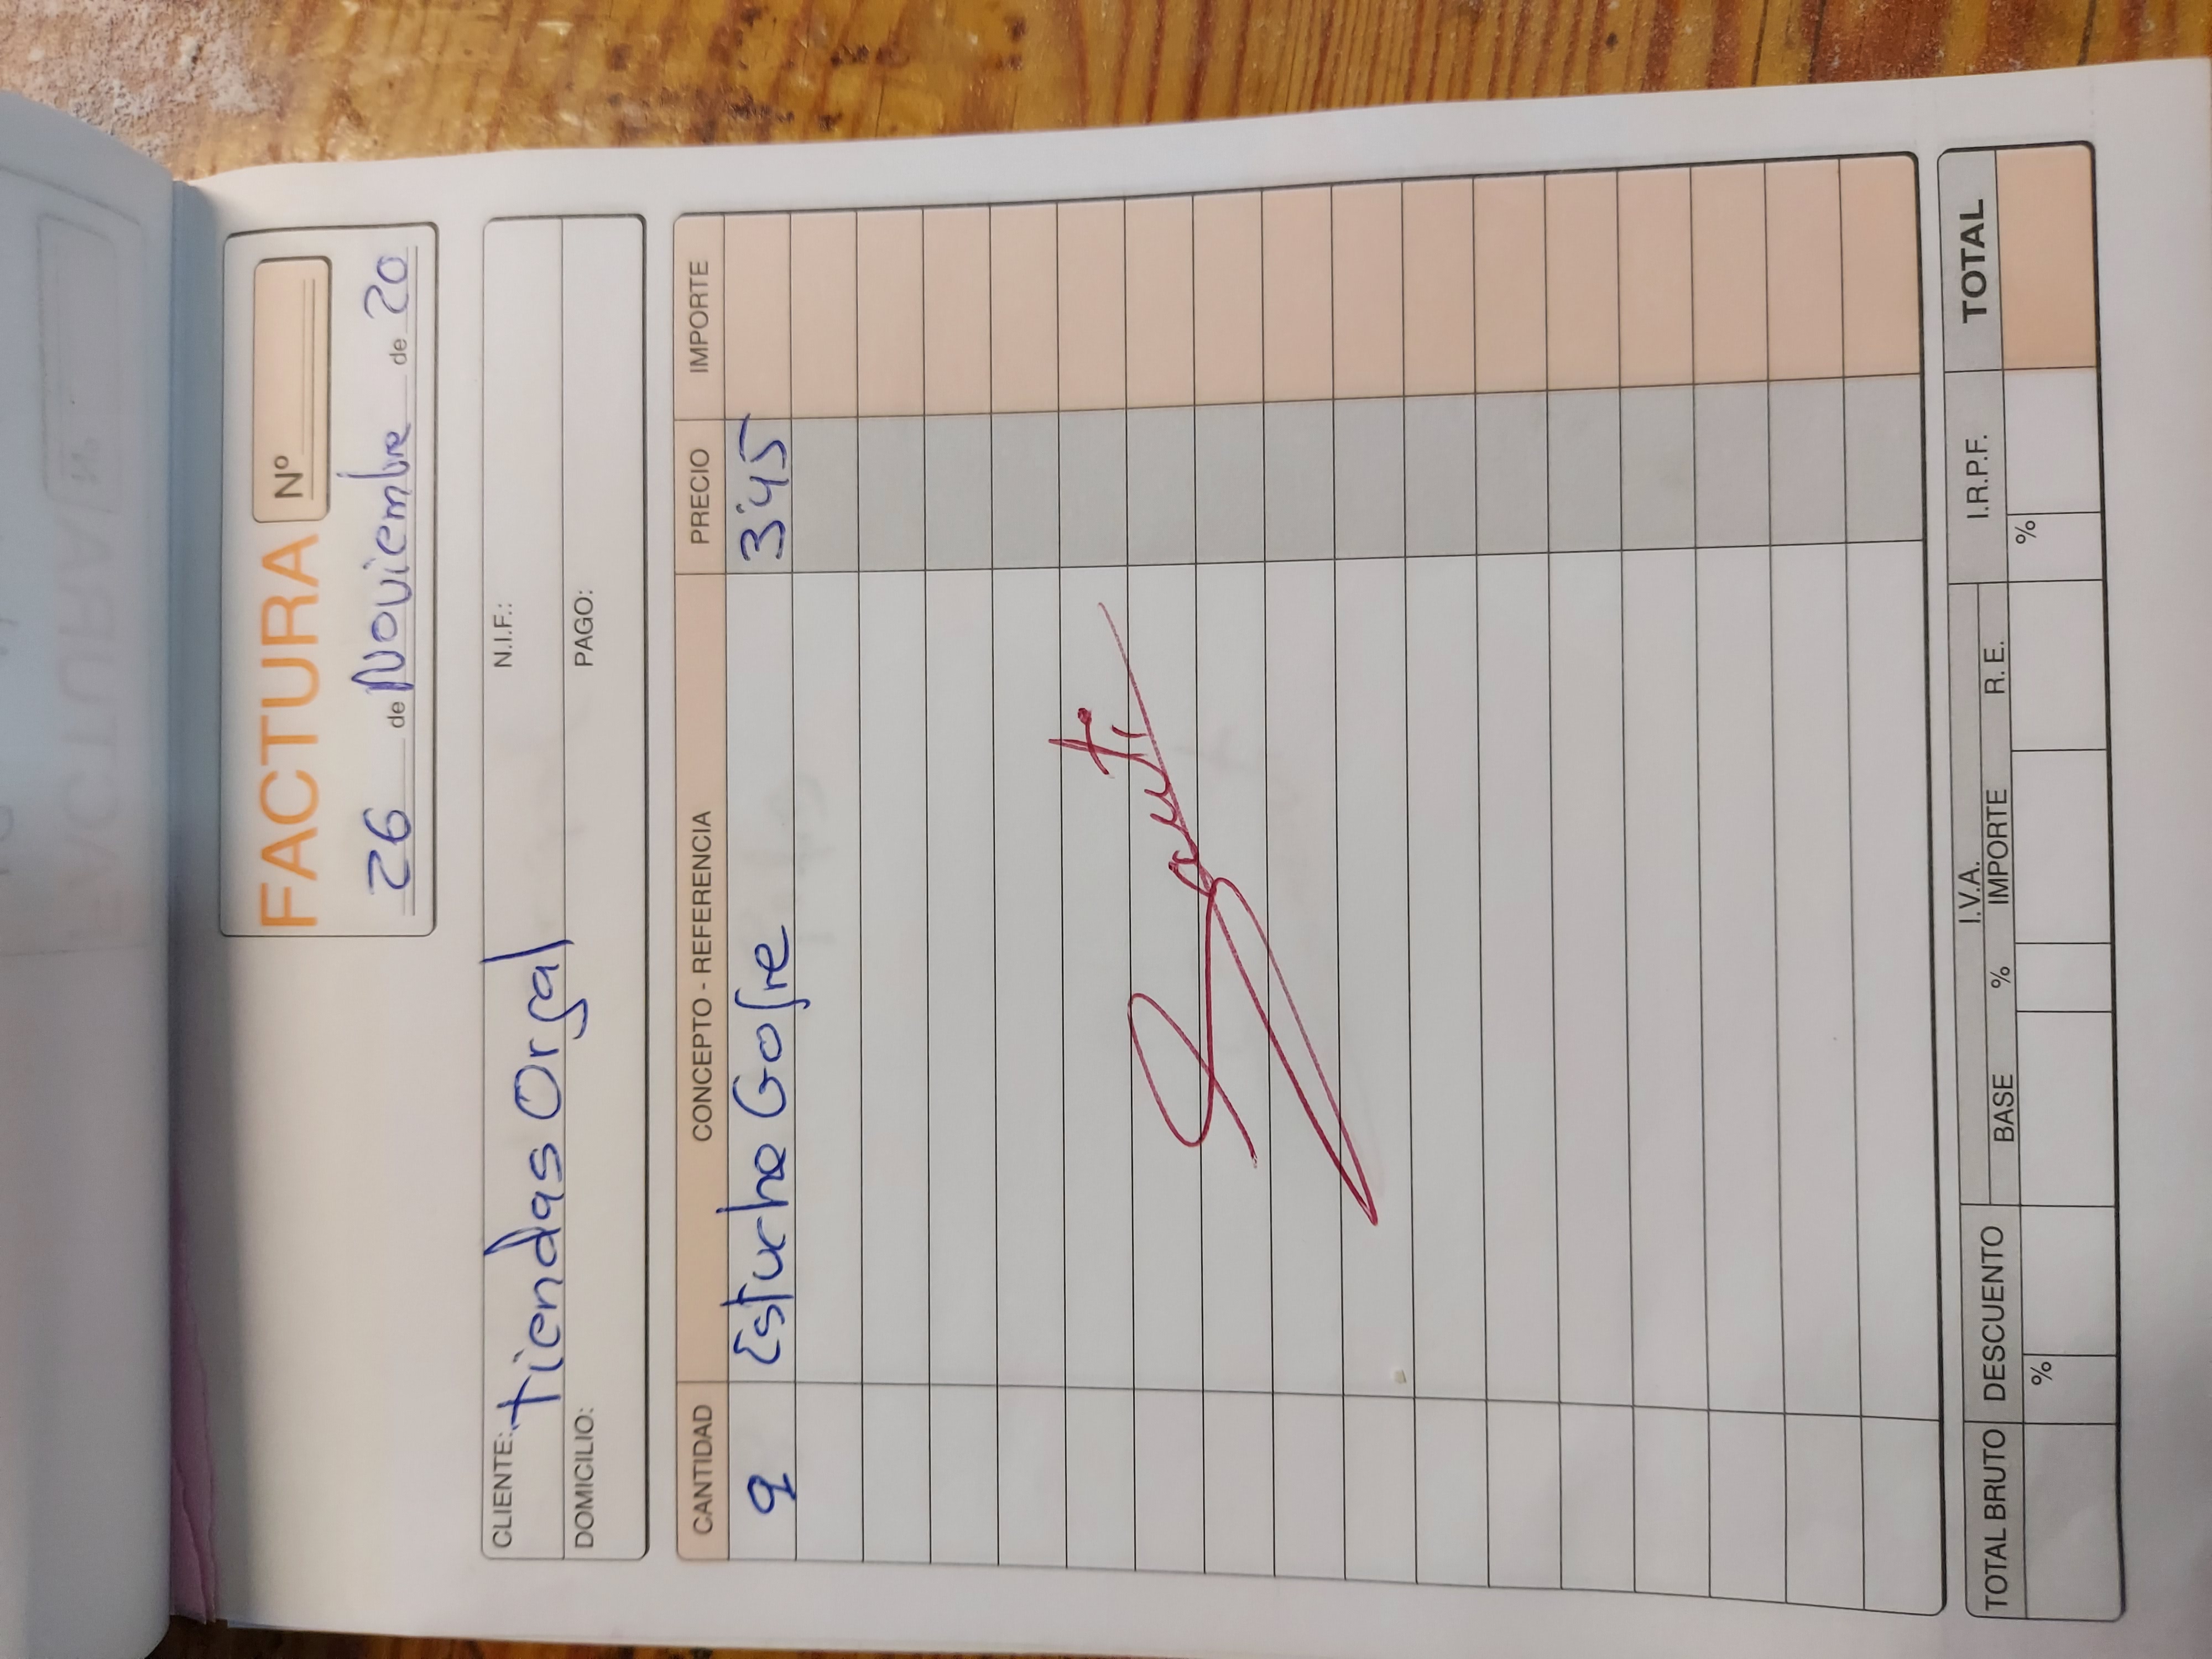 FACTURA Nº
26 de Noviembre de 20
CLIENTE: Tiendas Orgal N.I.F.:
DOMICILIO: PAGO:
CANTIDAD CONCEPTO - REFERENCIA PRECIO IMPORTE
9 Estuche Gofre 3'45
TOTAL BRUTO DESCUENTO I.V.A. I.R.P.F. TOTAL
BASE % IMPORTE R.E.
% %